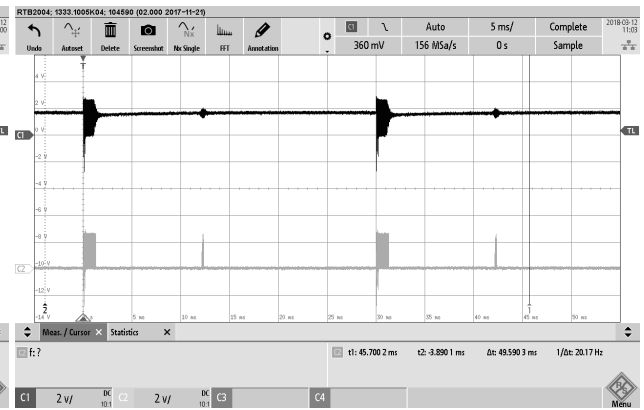 RTB2004; 1333.1005K04; 104590 (02.000 2017-11-21)
Undo
Autoset
Delete
Screenshot
Nx Single
FFT
Annotation
C1
Auto
5 ms/
Complete
360 mV
156 MSa/s
0 s
Sample
2018-03-12
11:03
4 V
2 V
0 V
-2 V
-4 V
-6 V
-8 V
-10 V
-12 V
-14 V
C1
C2
T
TL
5 ms
10 ms
15 ms
20 ms
25 ms
30 ms
35 ms
40 ms
45 ms
50 ms
2
1
Meas. / Cursor
Statistics
C2 f: ?
C2 t1: 45.700 2 ms t2: -3.890 1 ms Δt: 49.590 3 ms 1/Δt: 20.17 Hz
C1 2 V/ DC 10:1
C2 2 V/ DC 10:1
C3
C4
Menu